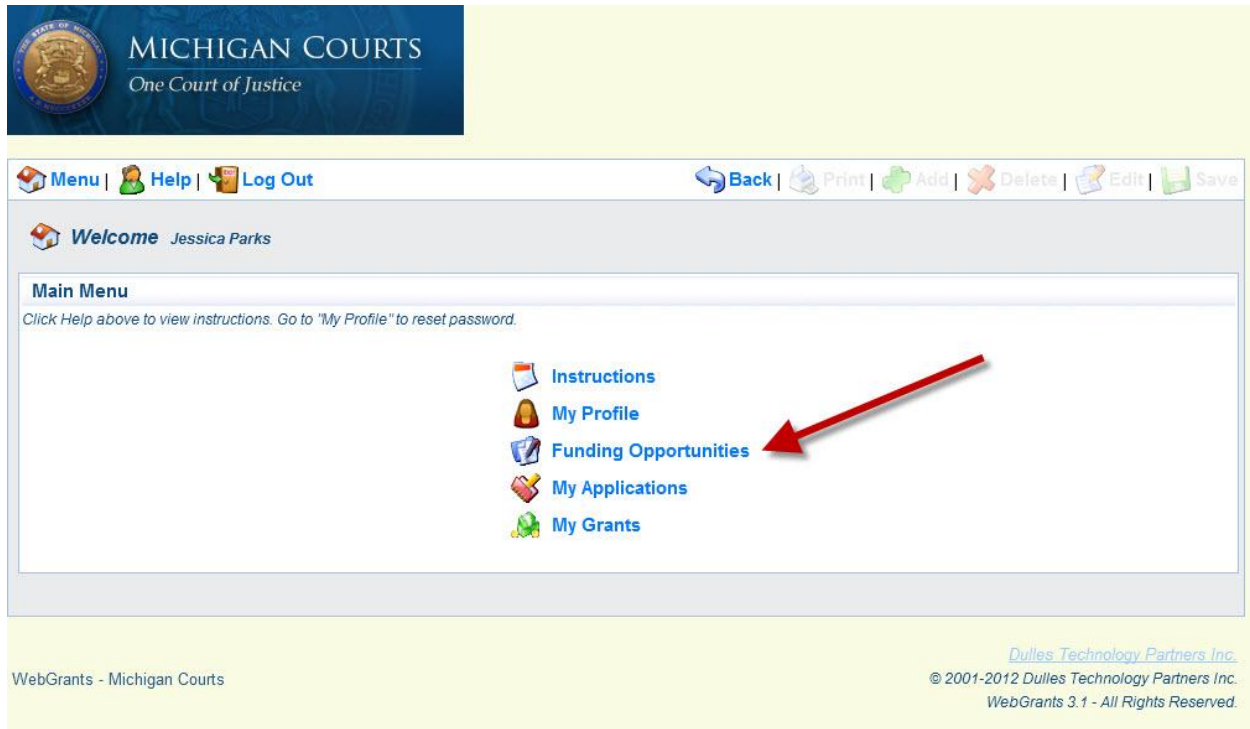 MICHIGAN COURTS
One Court of Justice
Menu | Help | Log Out
Back | Print | Add | Delete | Edit | Save
Welcome Jessica Parks
Main Menu
Click Help above to view instructions. Go to "My Profile" to reset password.
Instructions
My Profile
Funding Opportunities
My Applications
My Grants
Dulles Technology Partners Inc.
WebGrants - Michigan Courts
© 2001-2012 Dulles Technology Partners Inc.
WebGrants 3.1 - All Rights Reserved.